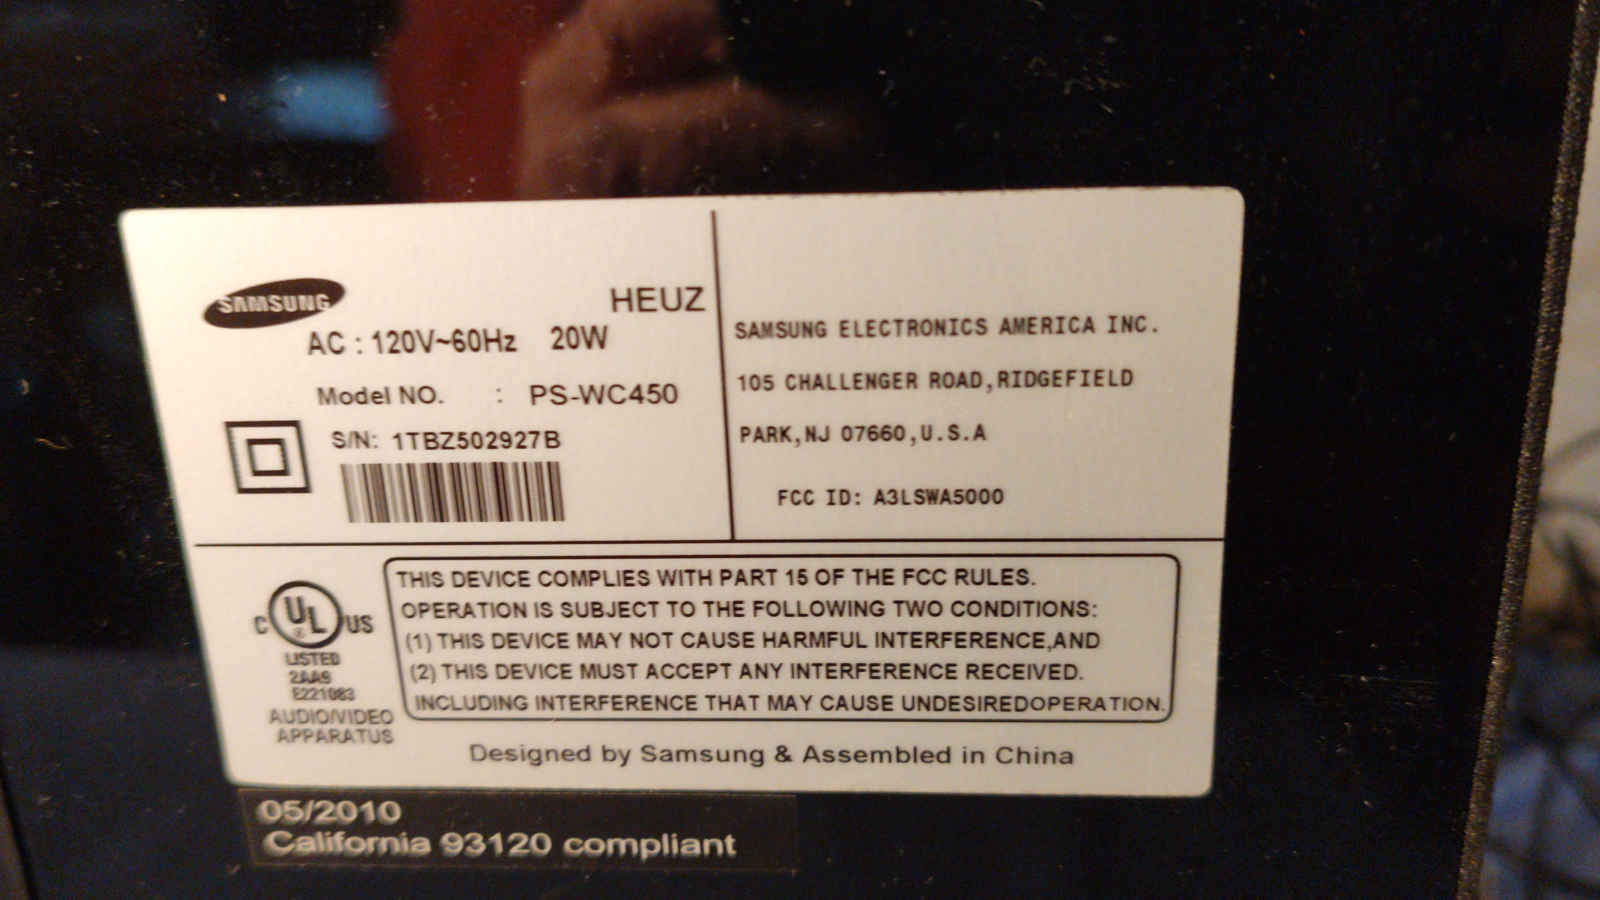 SAMSUNG
HEUZ
AC : 120V~60Hz 20W
Model NO. : PS-WC450
S/N: 1TBZ502927B
SAMSUNG ELECTRONICS AMERICA INC.
105 CHALLENGER ROAD,RIDGEFIELD
PARK,NJ 07660,U.S.A
FCC ID: A3LSWA5000
C UL ® US
LISTED
2AA9
E221083
AUDIO/VIDEO
APPARATUS
THIS DEVICE COMPLIES WITH PART 15 OF THE FCC RULES.
OPERATION IS SUBJECT TO THE FOLLOWING TWO CONDITIONS:
(1) THIS DEVICE MAY NOT CAUSE HARMFUL INTERFERENCE,AND
(2) THIS DEVICE MUST ACCEPT ANY INTERFERENCE RECEIVED.
INCLUDING INTERFERENCE THAT MAY CAUSE UNDESIREDOPERATION.
Designed by Samsung & Assembled in China
05/2010
California 93120 compliant